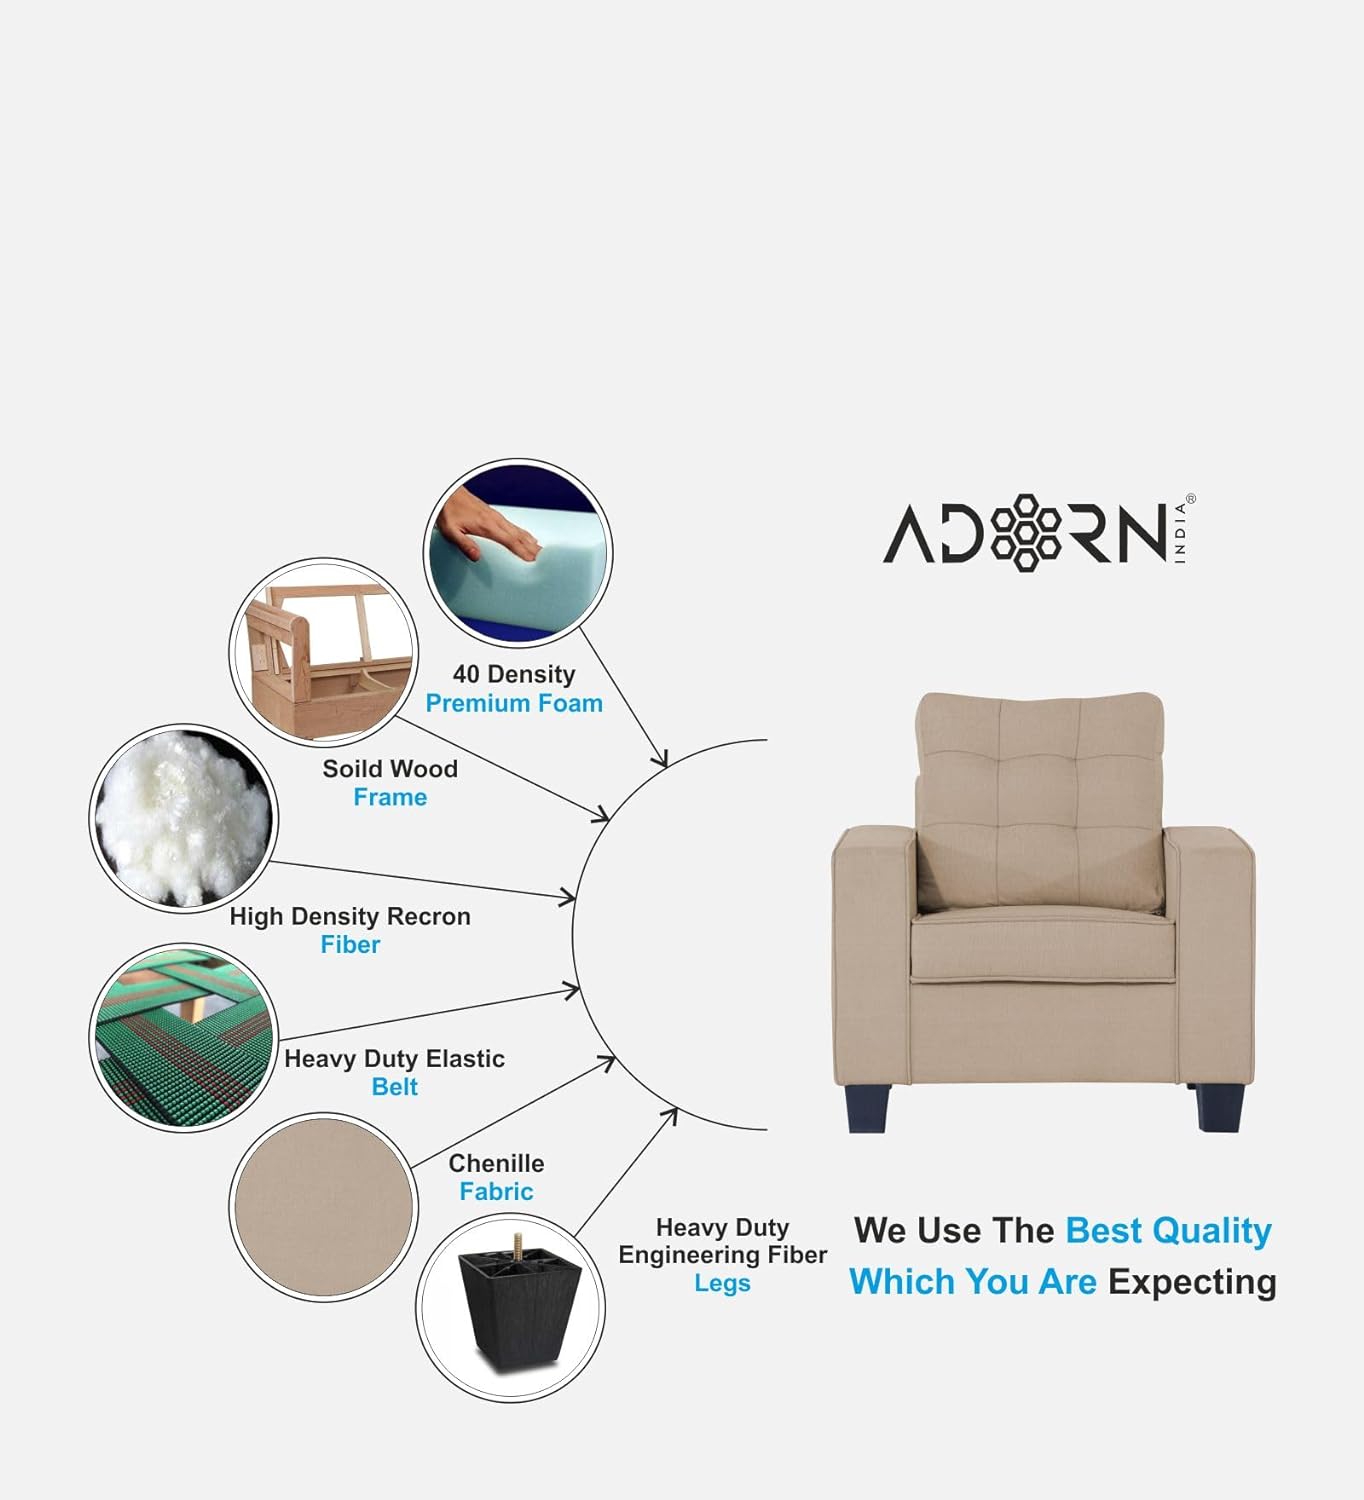 ADORN
INDIA®
40 Density
Premium Foam
Soild Wood
Frame
High Density Recron
Fiber
Heavy Duty Elastic
Belt
Chenille
Fabric
Heavy Duty
Engineering Fiber
Legs
We Use The Best Quality
Which You Are Expecting